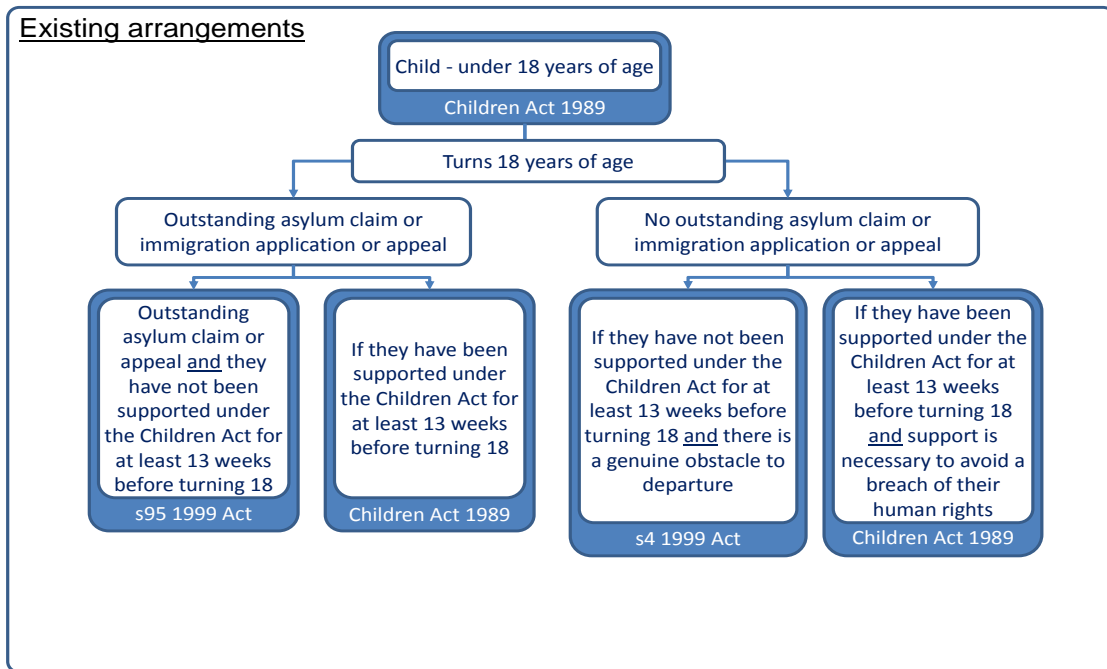 Existing arrangements
Child - under 18 years of age
Children Act 1989
Turns 18 years of age
Outstanding asylum claim or
immigration application or appeal
No outstanding asylum claim or
immigration application or appeal
Outstanding
asylum claim or
appeal and they
have not been
supported under
the Children Act for
at least 13 weeks
before turning 18
s95 1999 Act
If they have been
supported under
the Children Act for
at least 13 weeks
before turning 18
Children Act 1989
If they have not been
supported under the
Children Act for at
least 13 weeks before
turning 18 and there is
a genuine obstacle to
departure
s4 1999 Act
If they have been
supported under the
Children Act for at
least 13 weeks
before turning 18
and support is
necessary to avoid a
breach of their
human rights
Children Act 1989